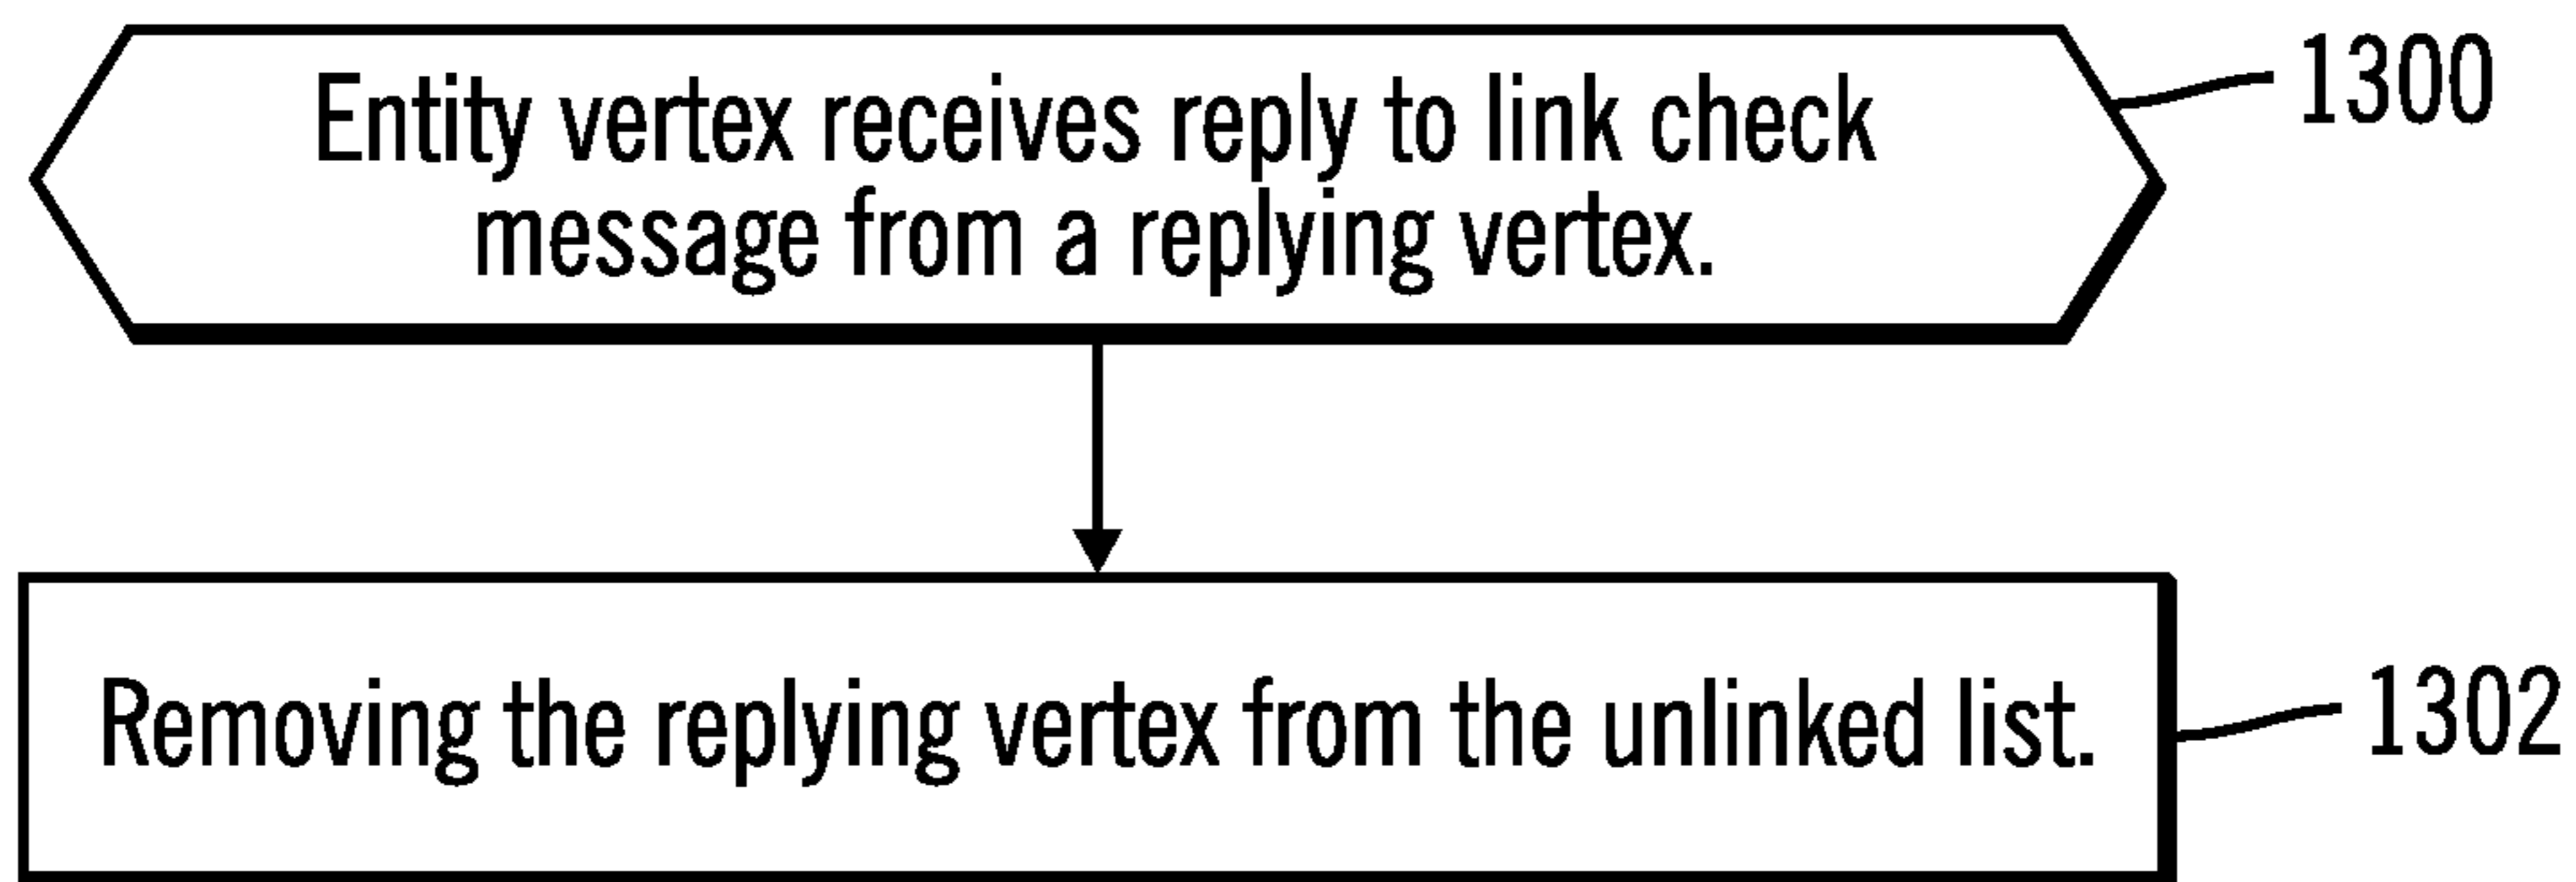 Entity vertex receives reply to link check
message from a replying vertex.
1300
Removing the replying vertex from the unlinked list.
1302